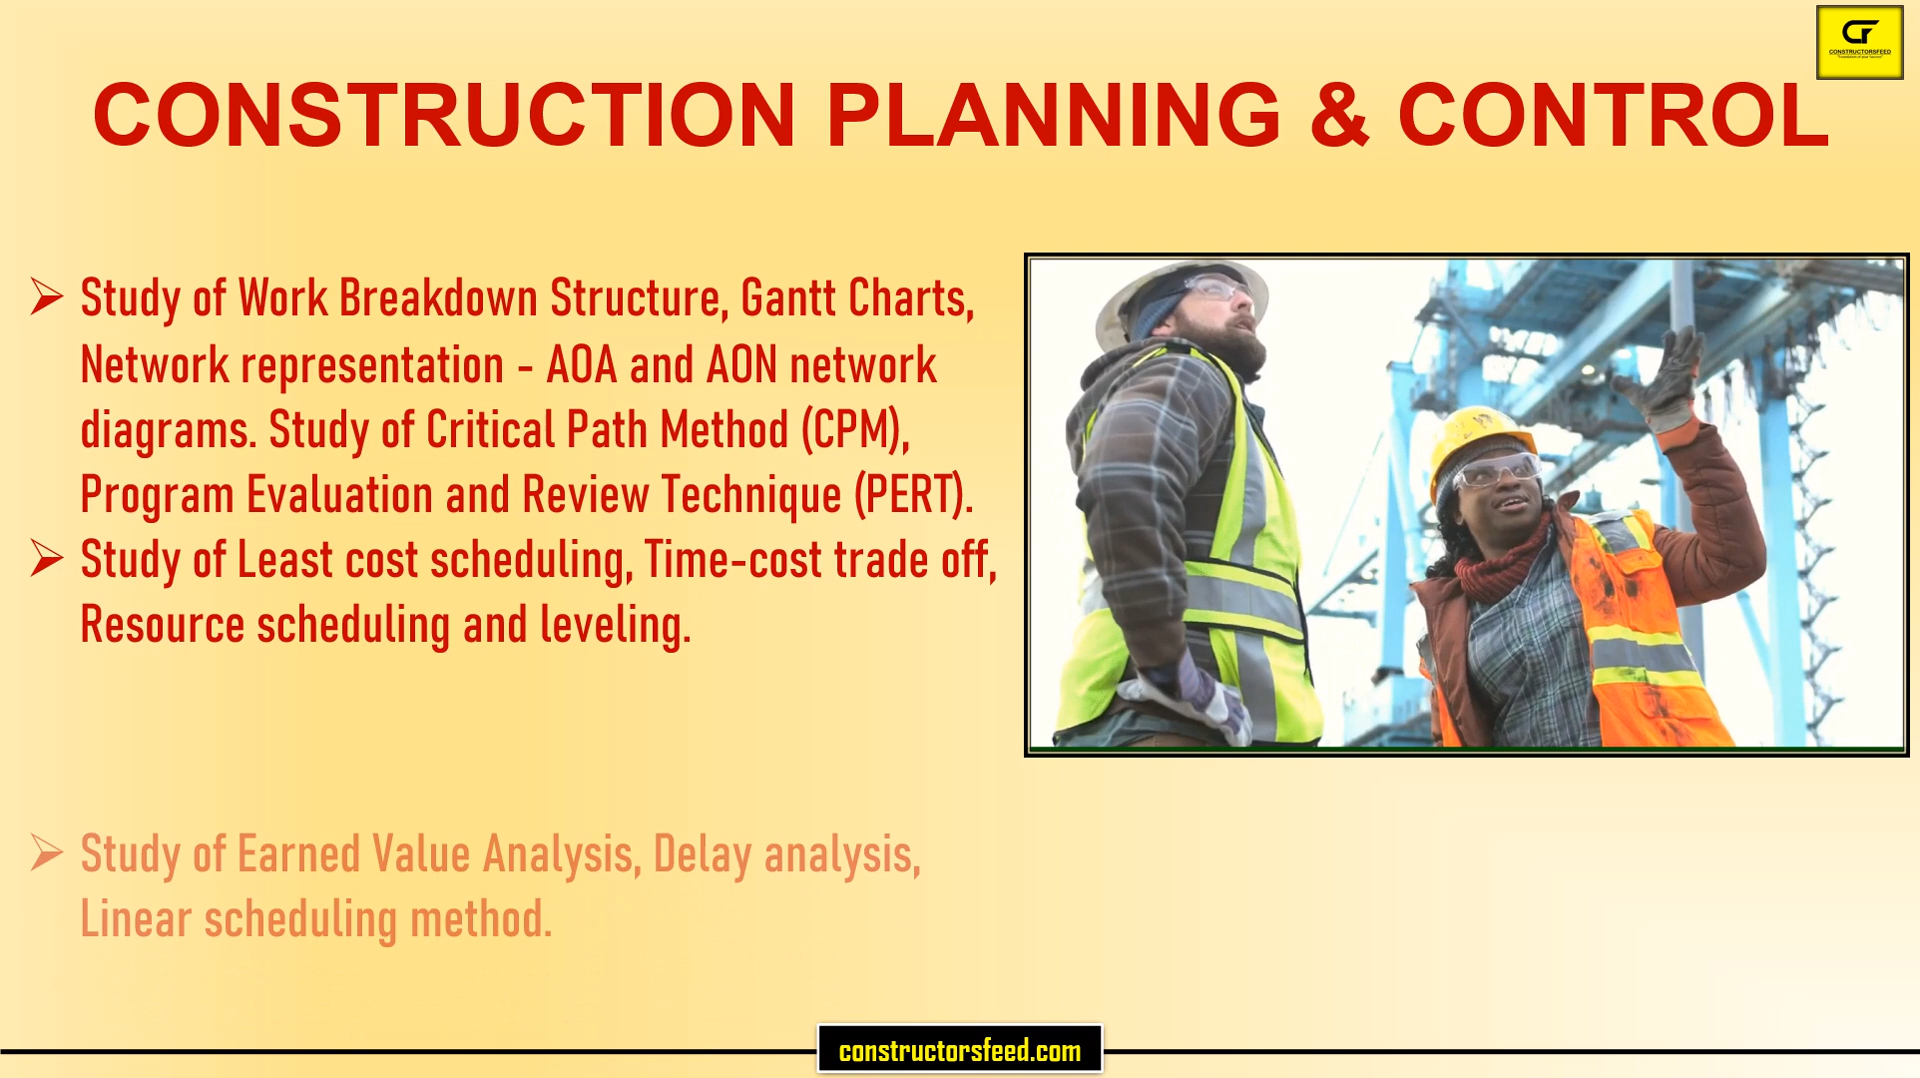 CF
CONSTRUCTORSFEED
CONSTRUCTION PLANNING & CONTROL
Study of Work Breakdown Structure, Gantt Charts,
Network representation - AOA and AON network
diagrams. Study of Critical Path Method (CPM),
Program Evaluation and Review Technique (PERT).
Study of Least cost scheduling, Time-cost trade off,
Resource scheduling and leveling.
Study of Earned Value Analysis, Delay analysis,
Linear scheduling method.
constructorsfeed.com